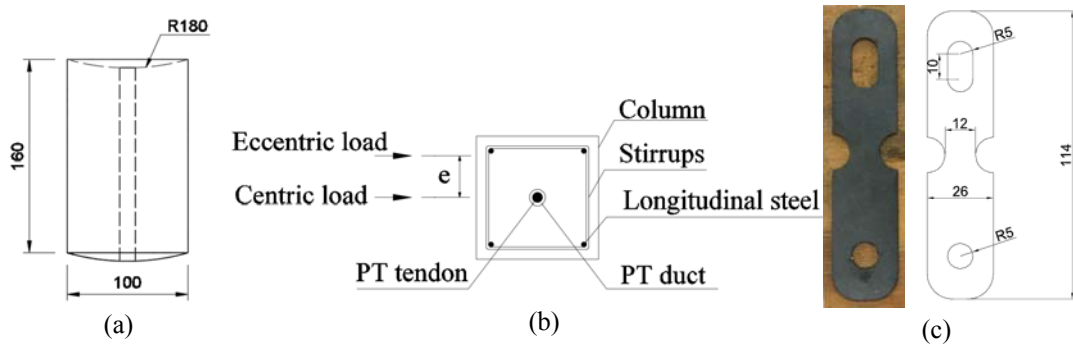 R180
160
100
(a)
Eccentric load
Centric load
e
Column
Stirrups
Longitudinal steel
PT tendon
PT duct
(b)
R5
10
12
26
114
R5
(c)